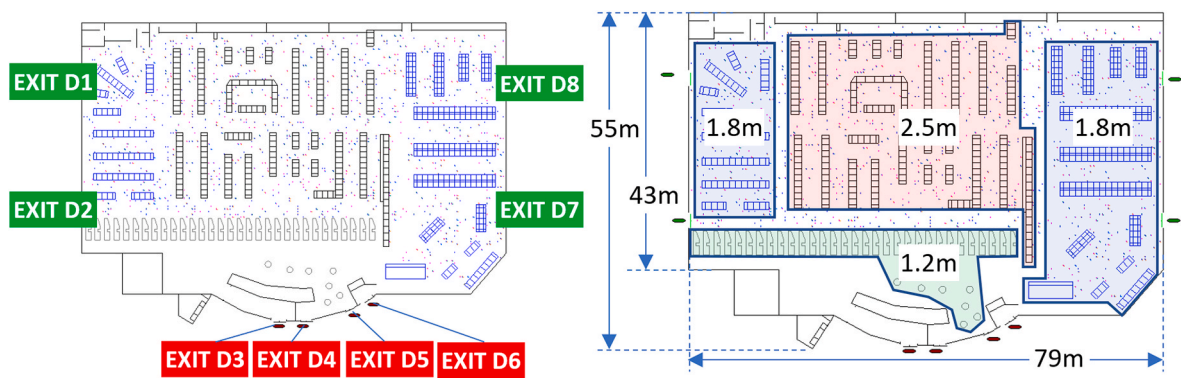 EXIT D1
EXIT D8
EXIT D2
EXIT D7
EXIT D3
EXIT D4
EXIT D5
EXIT D6
55m
43m
1.8m
2.5m
1.8m
1.2m
79m